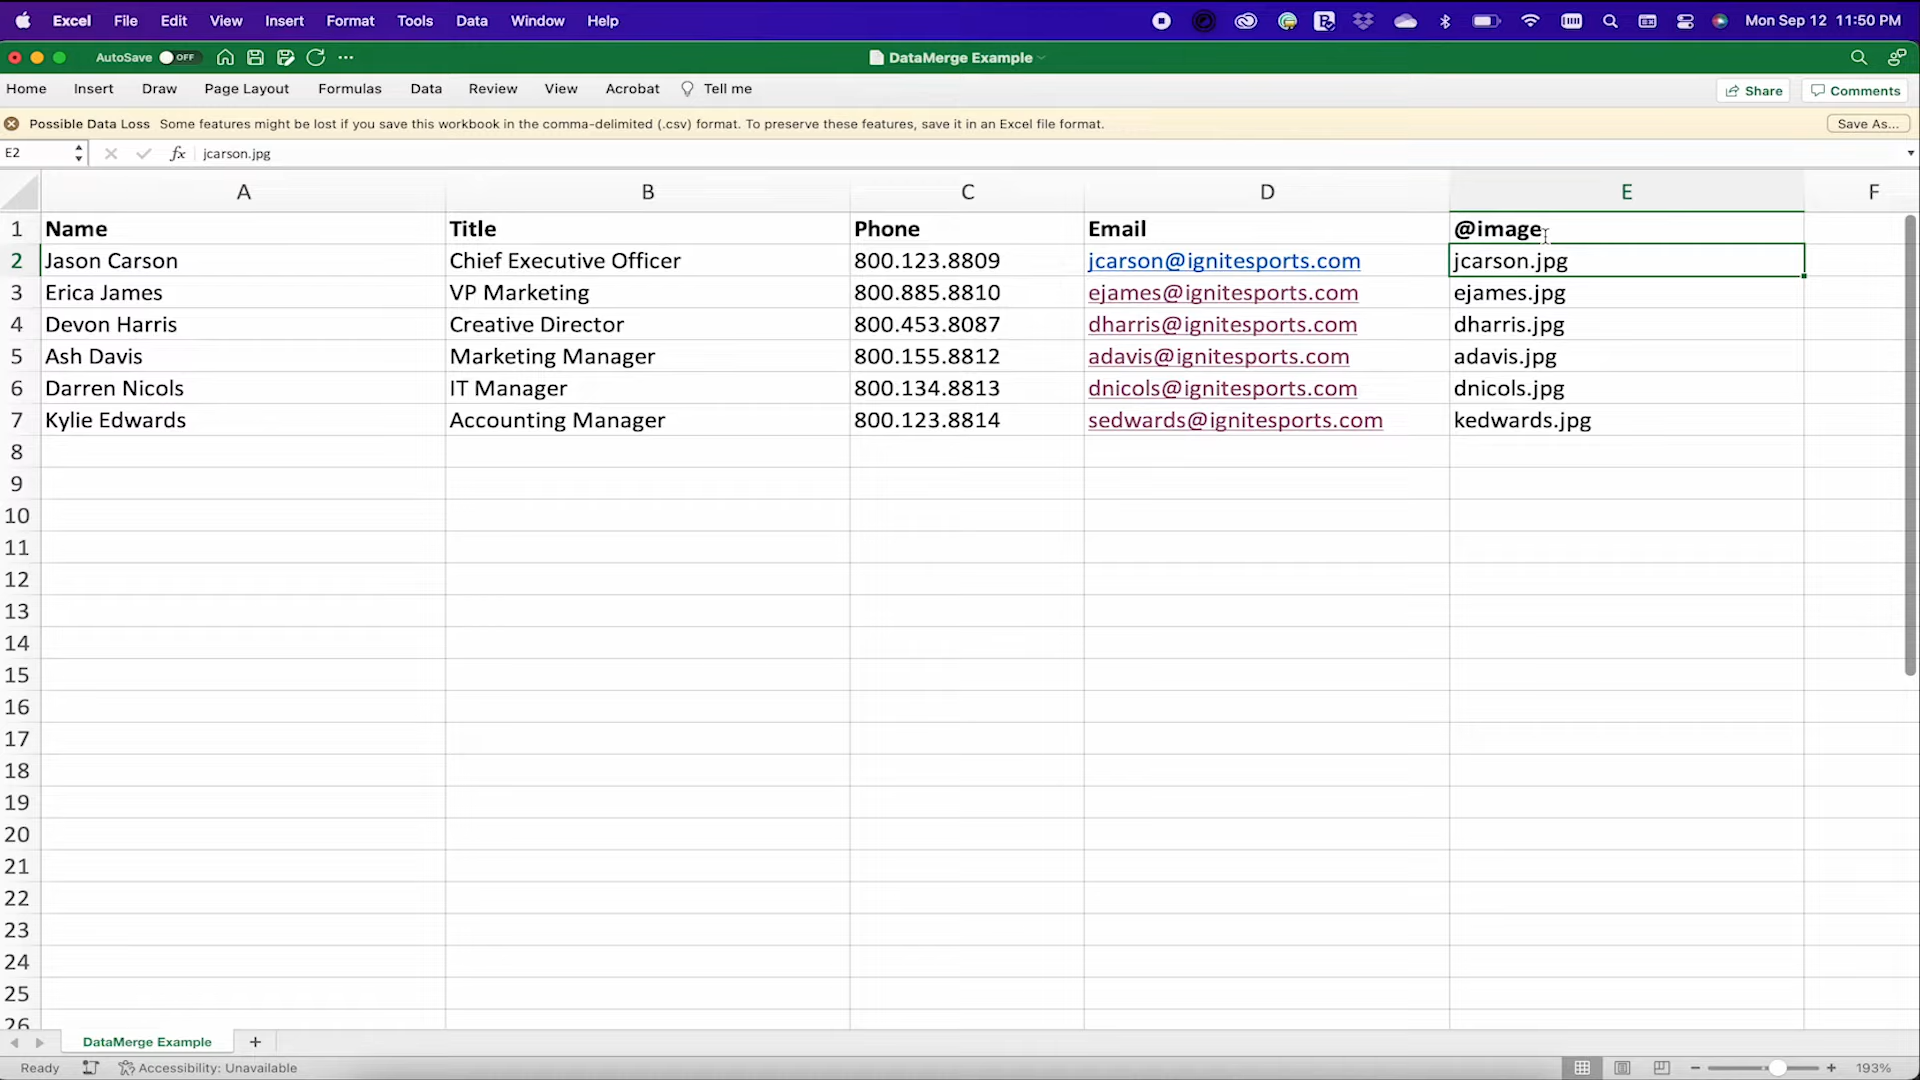 Excel File Edit View Insert Format Tools Data Window Help Mon Sep 12 11:50 PM
AutoSave OFF ... DataMerge Example
Home Insert Draw Page Layout Formulas Data Review View Acrobat Tell me Share Comments
Possible Data Loss Some features might be lost if you save this workbook in the comma-delimited (.csv) format. To preserve these features, save it in an Excel file format. Save As...
E2 fx jcarson.jpg
A B C D E F
1 Name Title Phone Email @image
2 Jason Carson Chief Executive Officer 800.123.8809 jcarson@ignitesports.com jcarson.jpg
3 Erica James VP Marketing 800.885.8810 ejames@ignitesports.com ejames.jpg
4 Devon Harris Creative Director 800.453.8087 dharris@ignitesports.com dharris.jpg
5 Ash Davis Marketing Manager 800.155.8812 adavis@ignitesports.com adavis.jpg
6 Darren Nicols IT Manager 800.134.8813 dnicols@ignitesports.com dnicols.jpg
7 Kylie Edwards Accounting Manager 800.123.8814 sedwards@ignitesports.com kedwards.jpg
8
9
10
11
12
13
14
15
16
17
18
19
20
21
22
23
24
25
26
DataMerge Example +
Ready Accessibility: Unavailable 193%